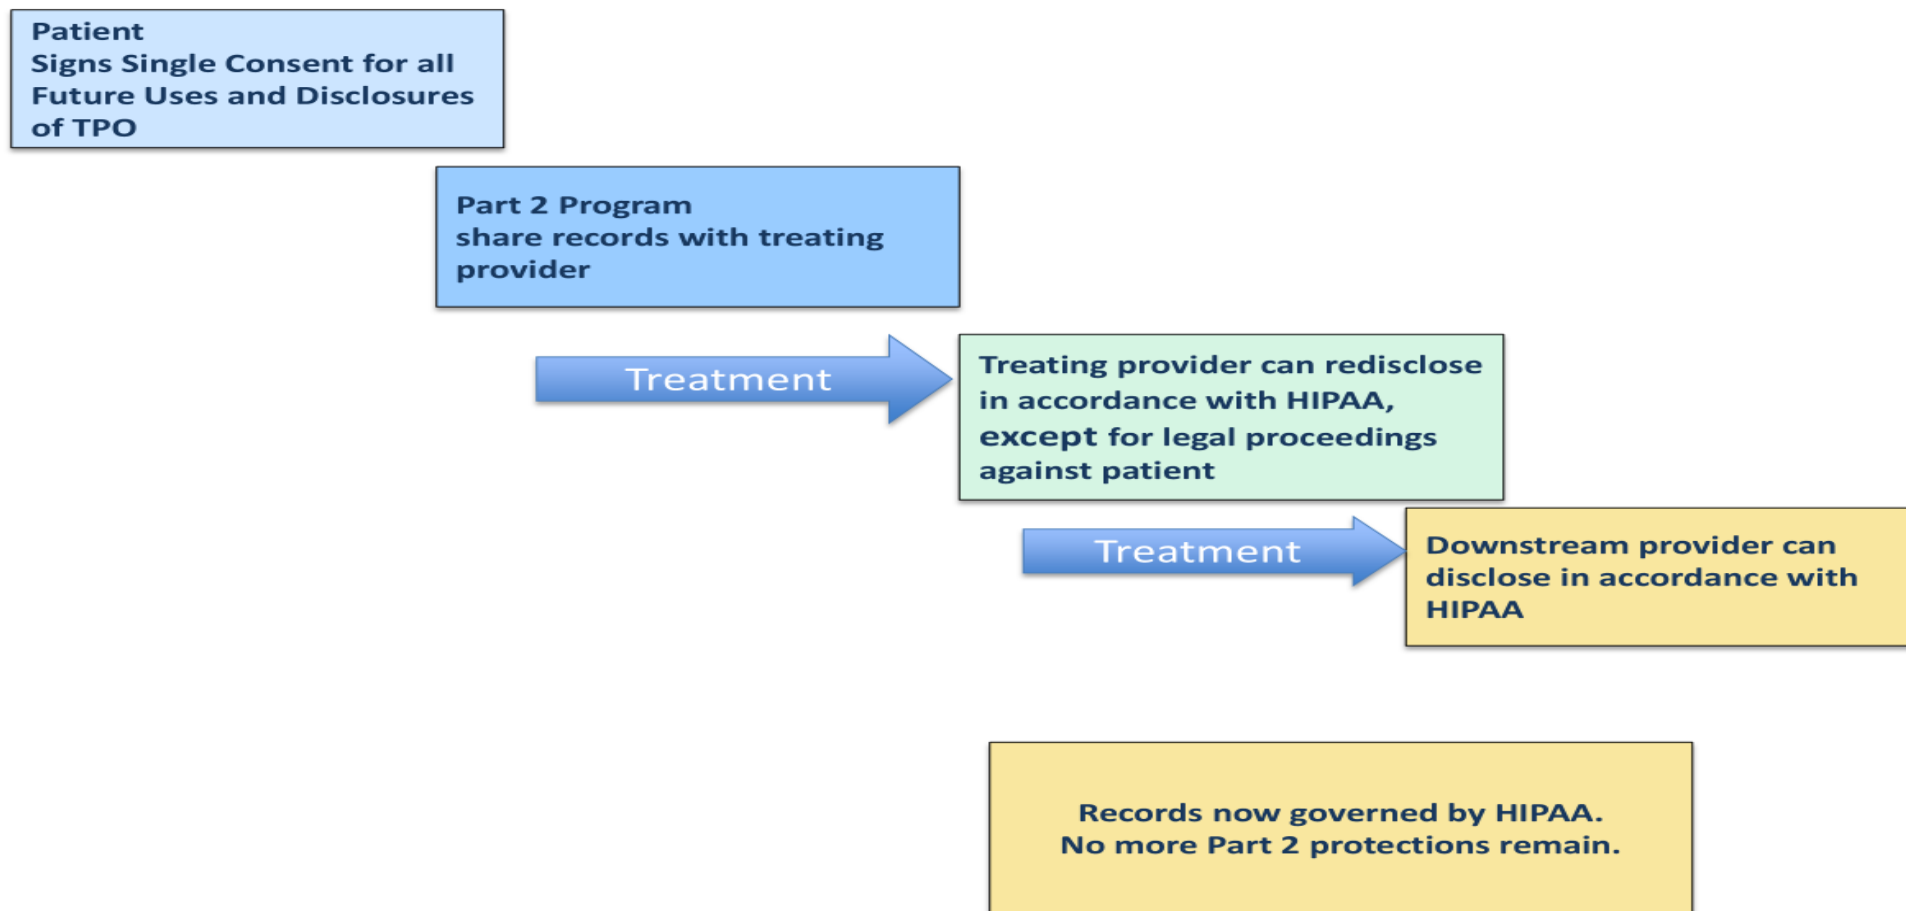 Patient
Signs Single Consent for all
Future Uses and Disclosures
of TPO
Part 2 Program
share records with treating
provider
Treatment
Treating provider can redisclose
in accordance with HIPAA,
except for legal proceedings
against patient
Treatment
Downstream provider can
disclose in accordance with
HIPAA
Records now governed by HIPAA.
No more Part 2 protections remain.